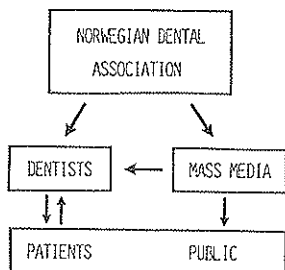 NORWEGIAN DENTAL
ASSOCIATION
DENTISTS
MASS MEDIA
PATIENTS
PUBLIC